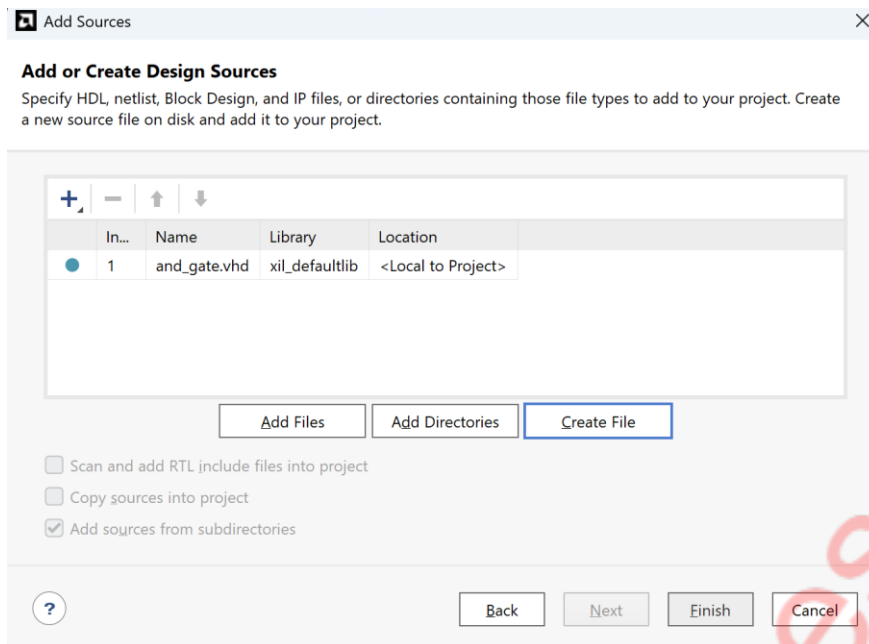 Add Sources
Add or Create Design Sources
Specify HDL, netlist, Block Design, and IP files, or directories containing those file types to add to your project. Create
a new source file on disk and add it to your project.
In... Name Library Location
1 and_gate.vhd xil_defaultlib <Local to Project>
Add Files Add Directories Create File
Scan and add RTL include files into project
Copy sources into project
Add sources from subdirectories
? Back Next Finish Cancel